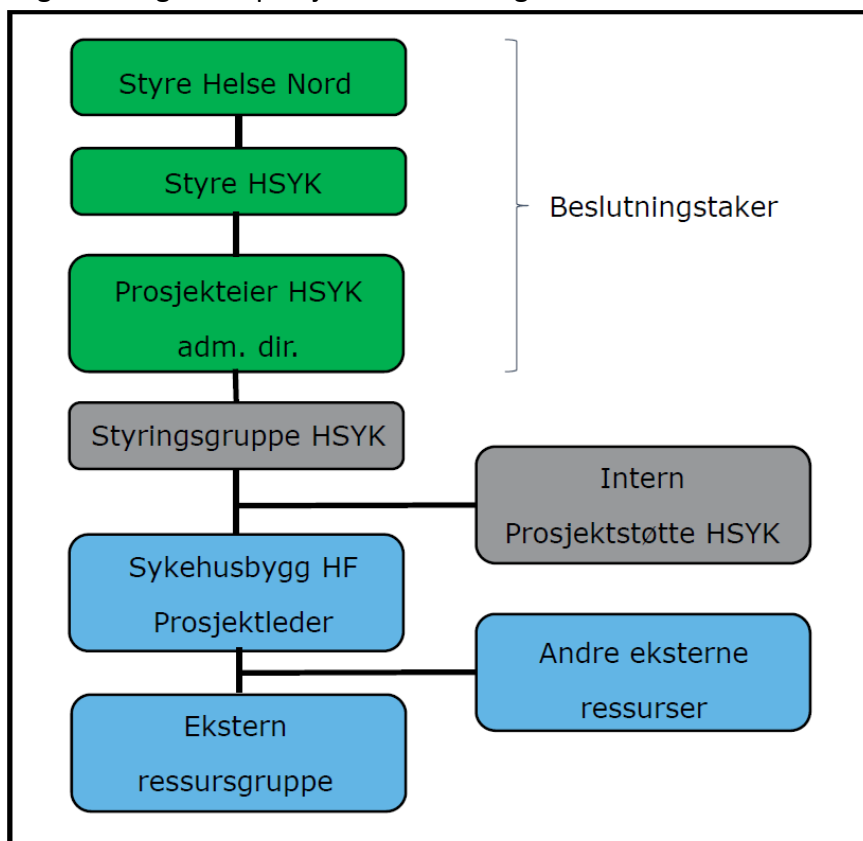 Styre Helse Nord
Styre HSYK
Beslutningstaker
Prosjekteier HSYK
adm. dir.
Styringsgruppe HSYK
Intern
Prosjektstøtte HSYK
Sykehusbygg HF
Prosjektleder
Andre eksterne
ressurser
Ekstern
ressursgruppe